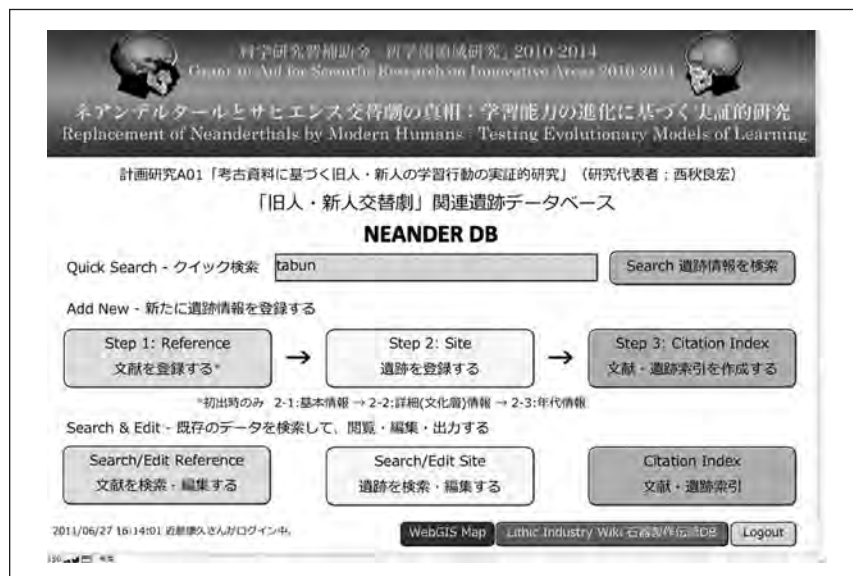 科学研究費補助金 新学術領域研究」2010-2014
Grant-in-Aid for Scientific Research on Innovative Areas 2010-2014
ネアンデルタールとサピエンス交替劇の真相：学習能力の進化に基づく実証的研究
Replacement of Neanderthals by Modern Humans : Testing Evolutionary Models of Learning
計画研究A01「考古資料に基づく旧人・新人の学習行動の実証的研究」（研究代表者：西秋良宏）
「旧人・新人交替劇」関連遺跡データベース
NEANDER DB
Quick Search - クイック検索 tabun Search 遺跡情報を検索
Add New - 新たに遺跡情報を登録する
Step 1: Reference → Step 2: Site → Step 3: Citation Index
文献を登録する* 遺跡を登録する 文献・遺跡索引を作成する
*初出時のみ 2-1:基本情報 → 2-2:詳細(文化層)情報 → 2-3:年代情報
Search & Edit - 既存のデータを検索して、閲覧・編集・出力する
Search/Edit Reference Search/Edit Site Citation Index
文献を検索・編集する 遺跡を検索・編集する 文献・遺跡索引
2011/06/27 16:14:01 近藤康久さんがログイン中。 WebGIS Map Lithic Industry Wiki 石器製作伝統DB Logout